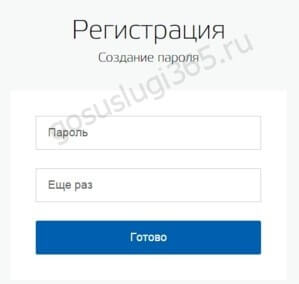 Регистрация
Создание пароля
gosuslugi365.ru
Пароль
Еще раз
Готово